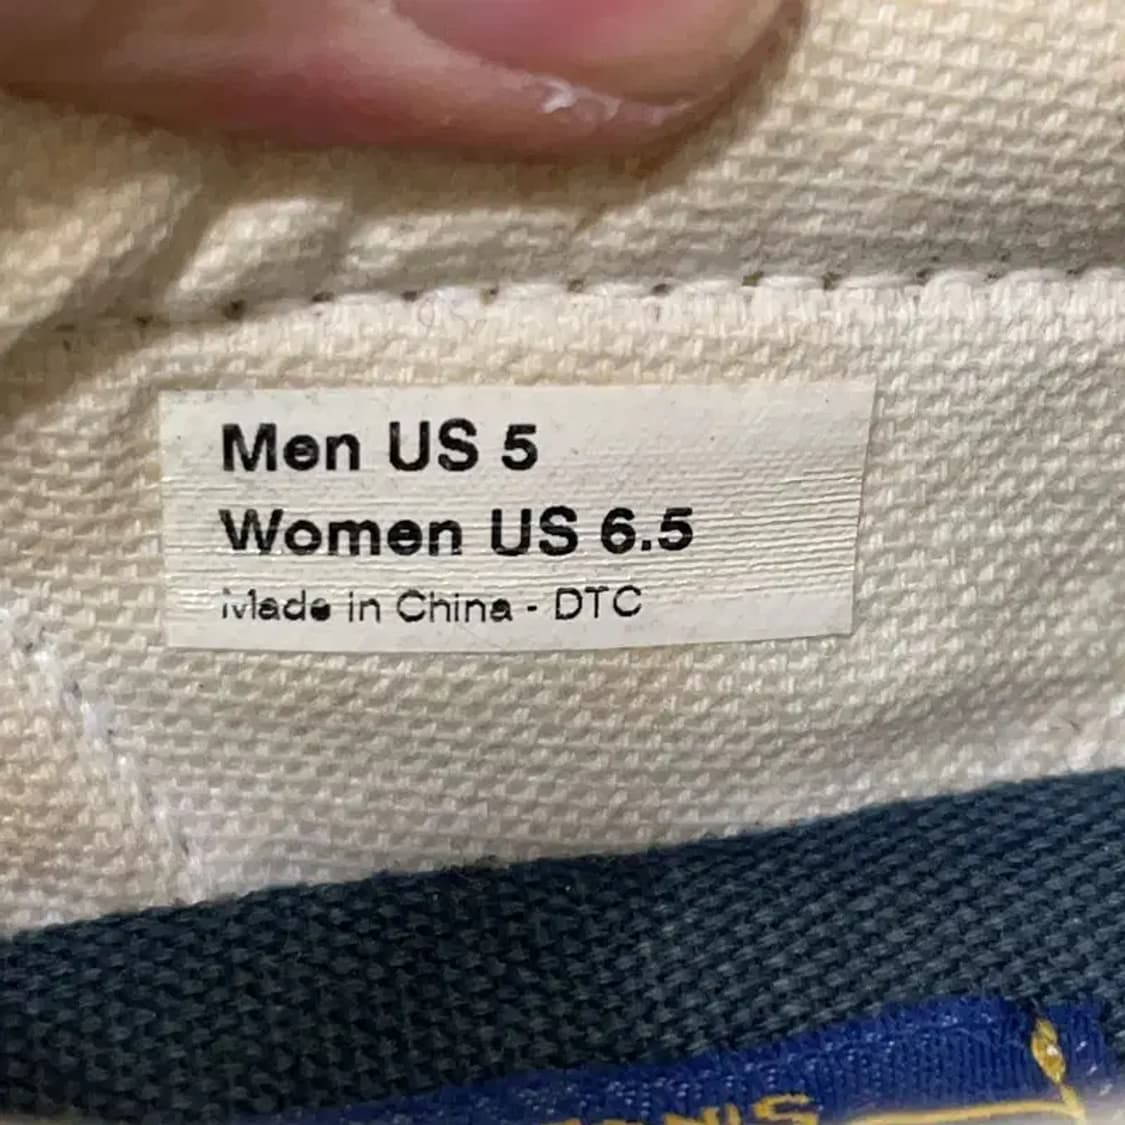 Men US 5
Women US 6.5
Made in China - DTC